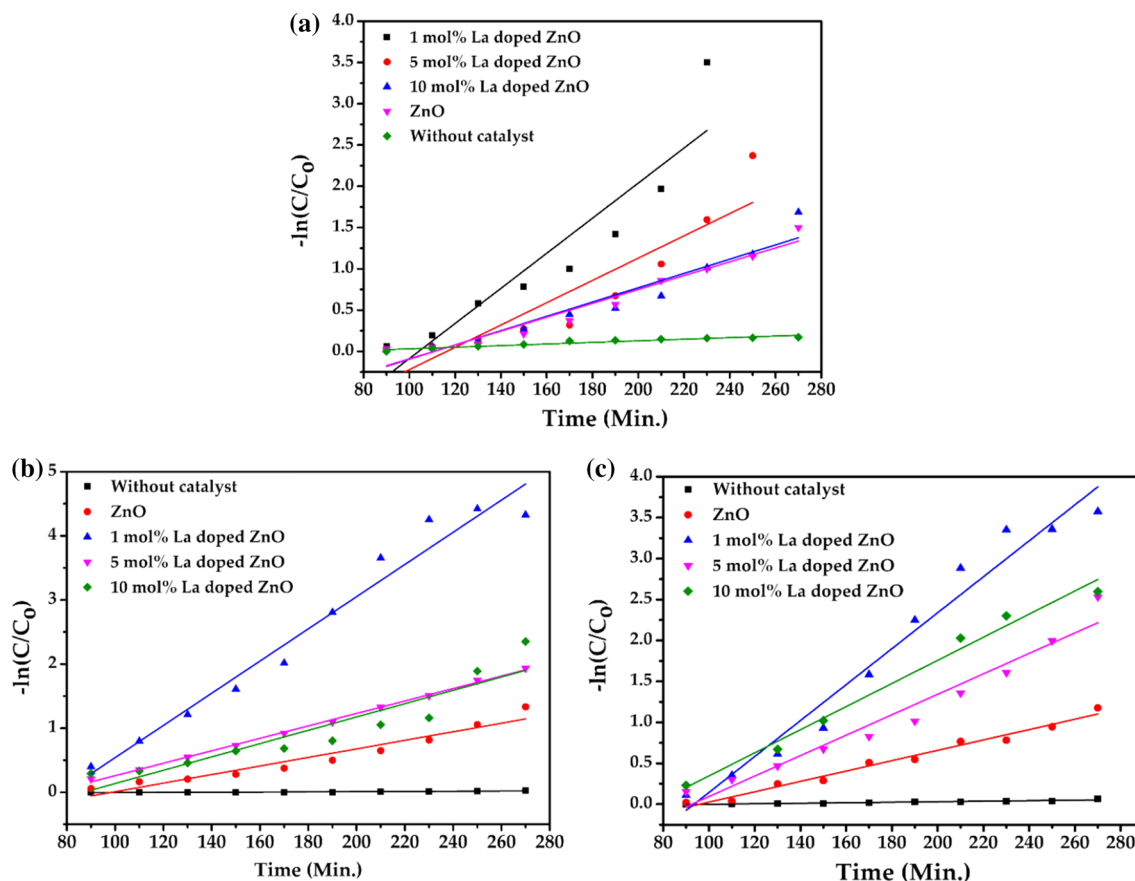 (a)
1 mol% La doped ZnO
5 mol% La doped ZnO
10 mol% La doped ZnO
ZnO
Without catalyst
-ln(C/C₀)
4.0
3.5
3.0
2.5
2.0
1.5
1.0
0.5
0.0
80 100 120 140 160 180 200 220 240 260 280
Time (Min.)
(b)
Without catalyst
ZnO
1 mol% La doped ZnO
5 mol% La doped ZnO
10 mol% La doped ZnO
-ln(C/C₀)
5
4
3
2
1
0
80 100 120 140 160 180 200 220 240 260 280
Time (Min.)
(c)
Without catalyst
ZnO
1 mol% La doped ZnO
5 mol% La doped ZnO
10 mol% La doped ZnO
-ln(C/C₀)
4.0
3.5
3.0
2.5
2.0
1.5
1.0
0.5
0.0
80 100 120 140 160 180 200 220 240 260 280
Time (Min.)